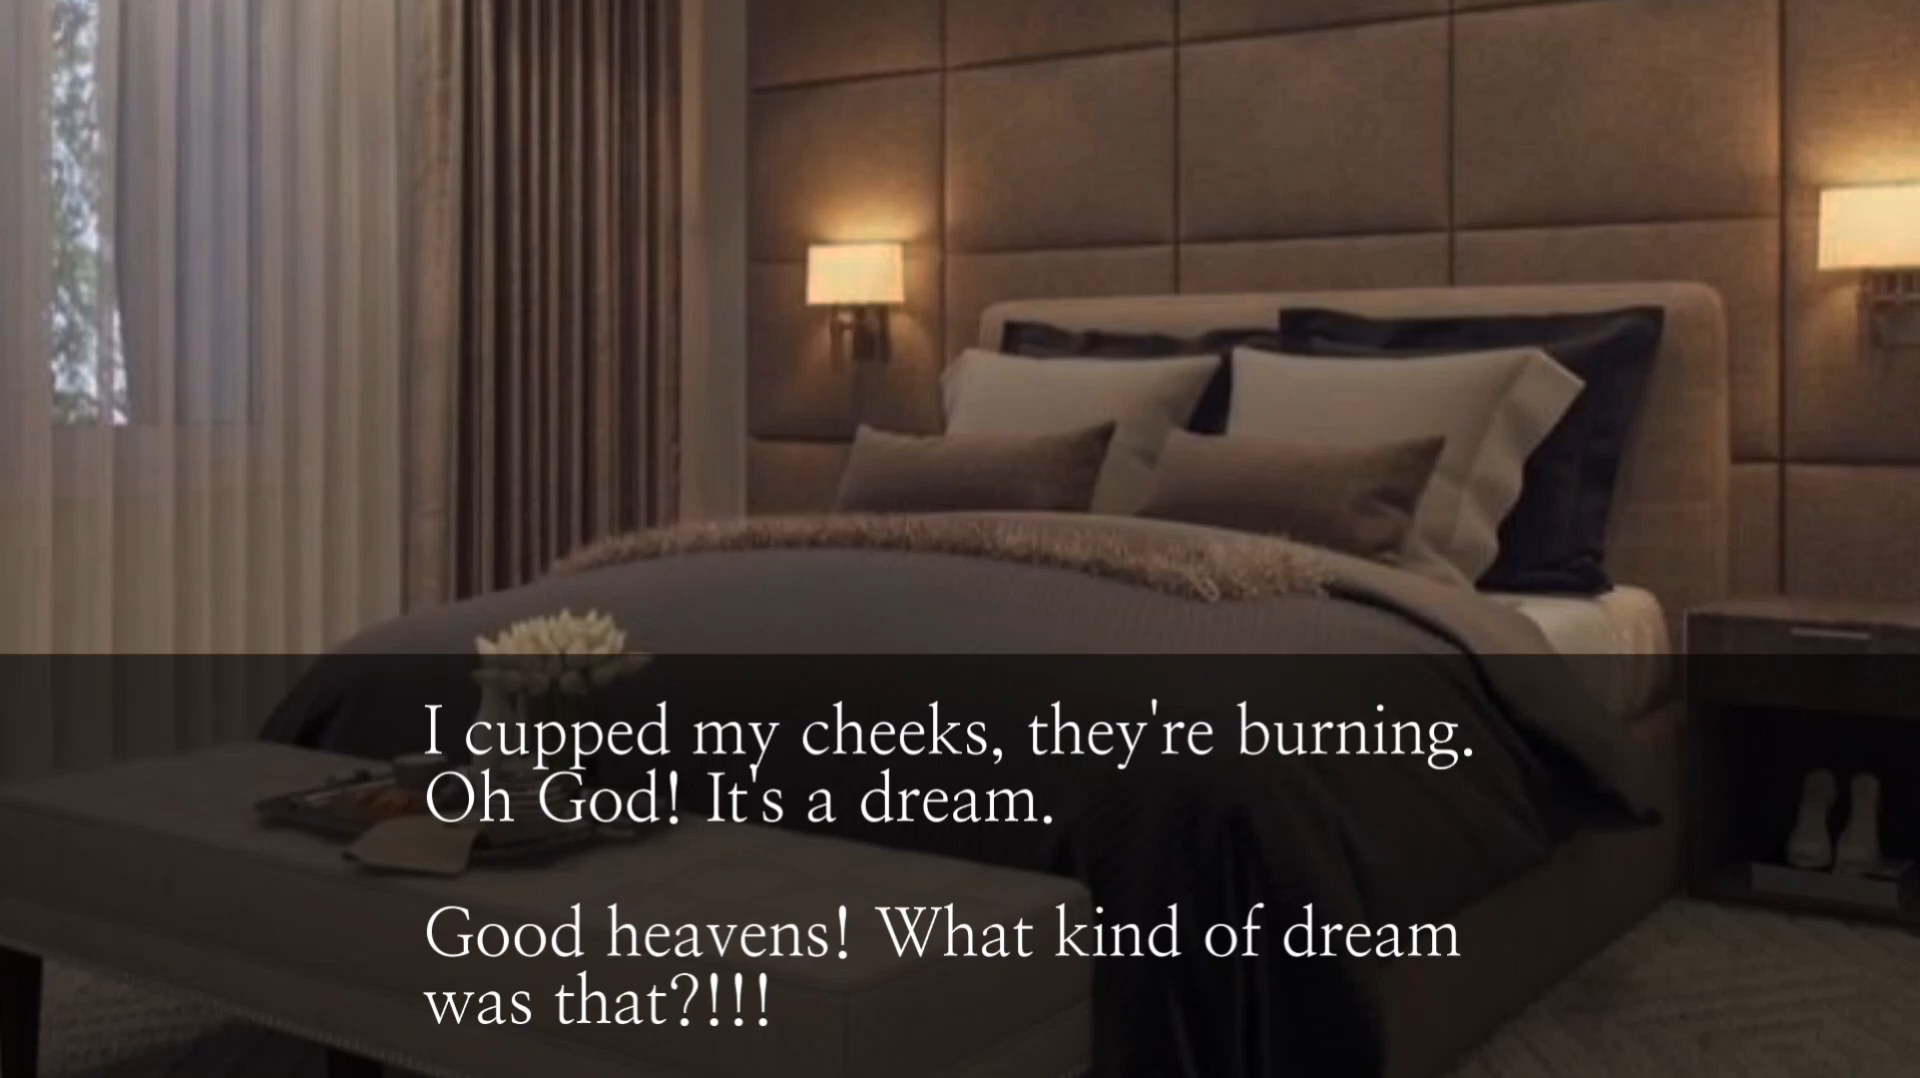 I cupped my cheeks, they're burning.
Oh God! It's a dream.
Good heavens! What kind of dream
was that?!!!